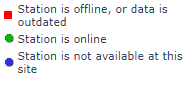 Station is offline, or data is
outdated
Station is online
Station is not available at this
site